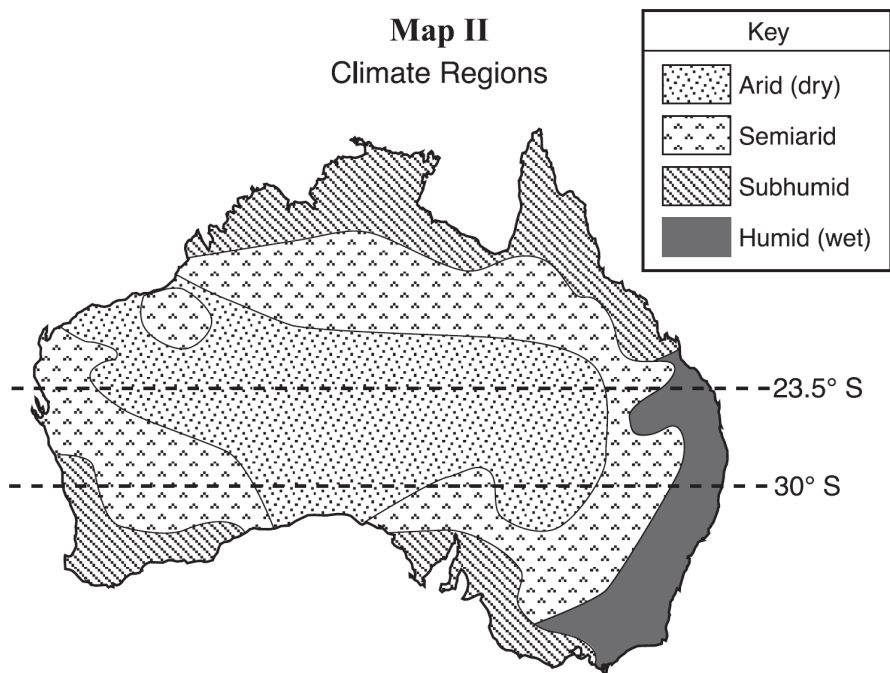 Map II
Climate Regions
Key
Arid (dry)
Semiarid
Subhumid
Humid (wet)
23.5° S
30° S